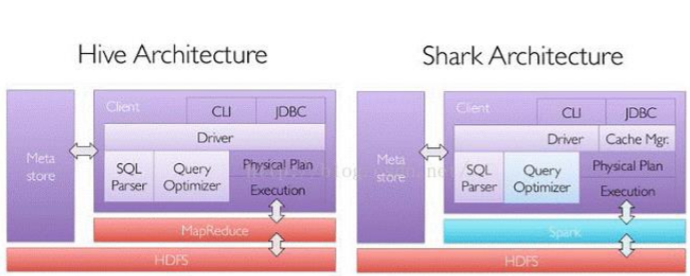 Hive Architecture
Client
CLI
JDBC
Driver
Meta
store
SQL
Parser
Query
Optimizer
Physical Plan
Execution
MapReduce
HDFS
Shark Architecture
Client
CLI
JDBC
Driver
Cache Mgr.
Meta
store
SQL
Parser
Query
Optimizer
Physical Plan
Execution
Spark
HDFS